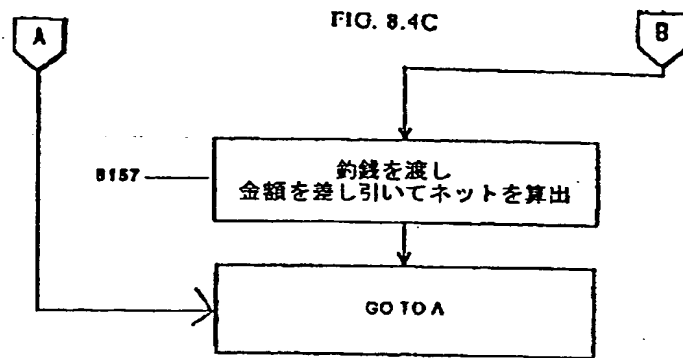 FIG. 8.4C
A
B
8157
釣銭を渡し
金額を差し引いてネットを算出
GO TO A